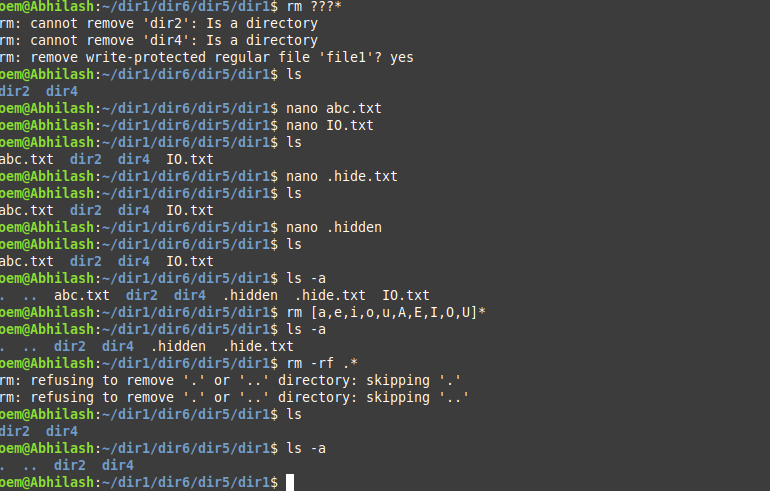 oem@Abhilash:~/dir1/dir6/dir5/dir1$ rm ???*
rm: cannot remove 'dir2': Is a directory
rm: cannot remove 'dir4': Is a directory
rm: remove write-protected regular file 'file1'? yes
oem@Abhilash:~/dir1/dir6/dir5/dir1$ ls
dir2  dir4
oem@Abhilash:~/dir1/dir6/dir5/dir1$ nano abc.txt
oem@Abhilash:~/dir1/dir6/dir5/dir1$ nano IO.txt
oem@Abhilash:~/dir1/dir6/dir5/dir1$ ls
abc.txt  dir2  dir4  IO.txt
oem@Abhilash:~/dir1/dir6/dir5/dir1$ nano .hide.txt
oem@Abhilash:~/dir1/dir6/dir5/dir1$ ls
abc.txt  dir2  dir4  IO.txt
oem@Abhilash:~/dir1/dir6/dir5/dir1$ nano .hidden
oem@Abhilash:~/dir1/dir6/dir5/dir1$ ls
abc.txt  dir2  dir4  IO.txt
oem@Abhilash:~/dir1/dir6/dir5/dir1$ ls -a
.  ..  abc.txt  dir2  dir4  .hidden  .hide.txt  IO.txt
oem@Abhilash:~/dir1/dir6/dir5/dir1$ rm [a,e,i,o,u,A,E,I,O,U]*
oem@Abhilash:~/dir1/dir6/dir5/dir1$ ls -a
.  ..  dir2  dir4  .hidden  .hide.txt
oem@Abhilash:~/dir1/dir6/dir5/dir1$ rm -rf .*
rm: refusing to remove '.' or '..' directory: skipping '.'
rm: refusing to remove '.' or '..' directory: skipping '..'
oem@Abhilash:~/dir1/dir6/dir5/dir1$ ls
dir2  dir4
oem@Abhilash:~/dir1/dir6/dir5/dir1$ ls -a
.  ..  dir2  dir4
oem@Abhilash:~/dir1/dir6/dir5/dir1$